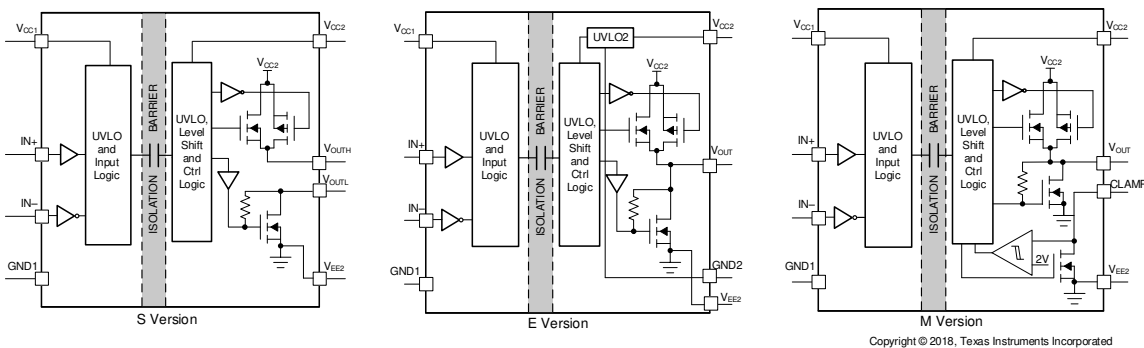 VCC1
UVLO
and
Input
Logic
IN+
IN–
GND1
ISOLATION BARRIER
UVLO,
Level
Shift
and
Ctrl
Logic
VCC2
VCC2
VOUTH
VOUTL
VEE2
S Version
VCC1
UVLO
and
Input
Logic
IN+
IN–
GND1
ISOLATION BARRIER
UVLO2
UVLO,
Level
Shift
and
Ctrl
Logic
VCC2
VCC2
VOUT
GND2
VEE2
E Version
VCC1
UVLO
and
Input
Logic
IN+
IN–
GND1
ISOLATION BARRIER
UVLO,
Level
Shift
and
Ctrl
Logic
VCC2
VCC2
VOUT
CLAMP
2V
VEE2
M Version
Copyright © 2018, Texas Instruments Incorporated